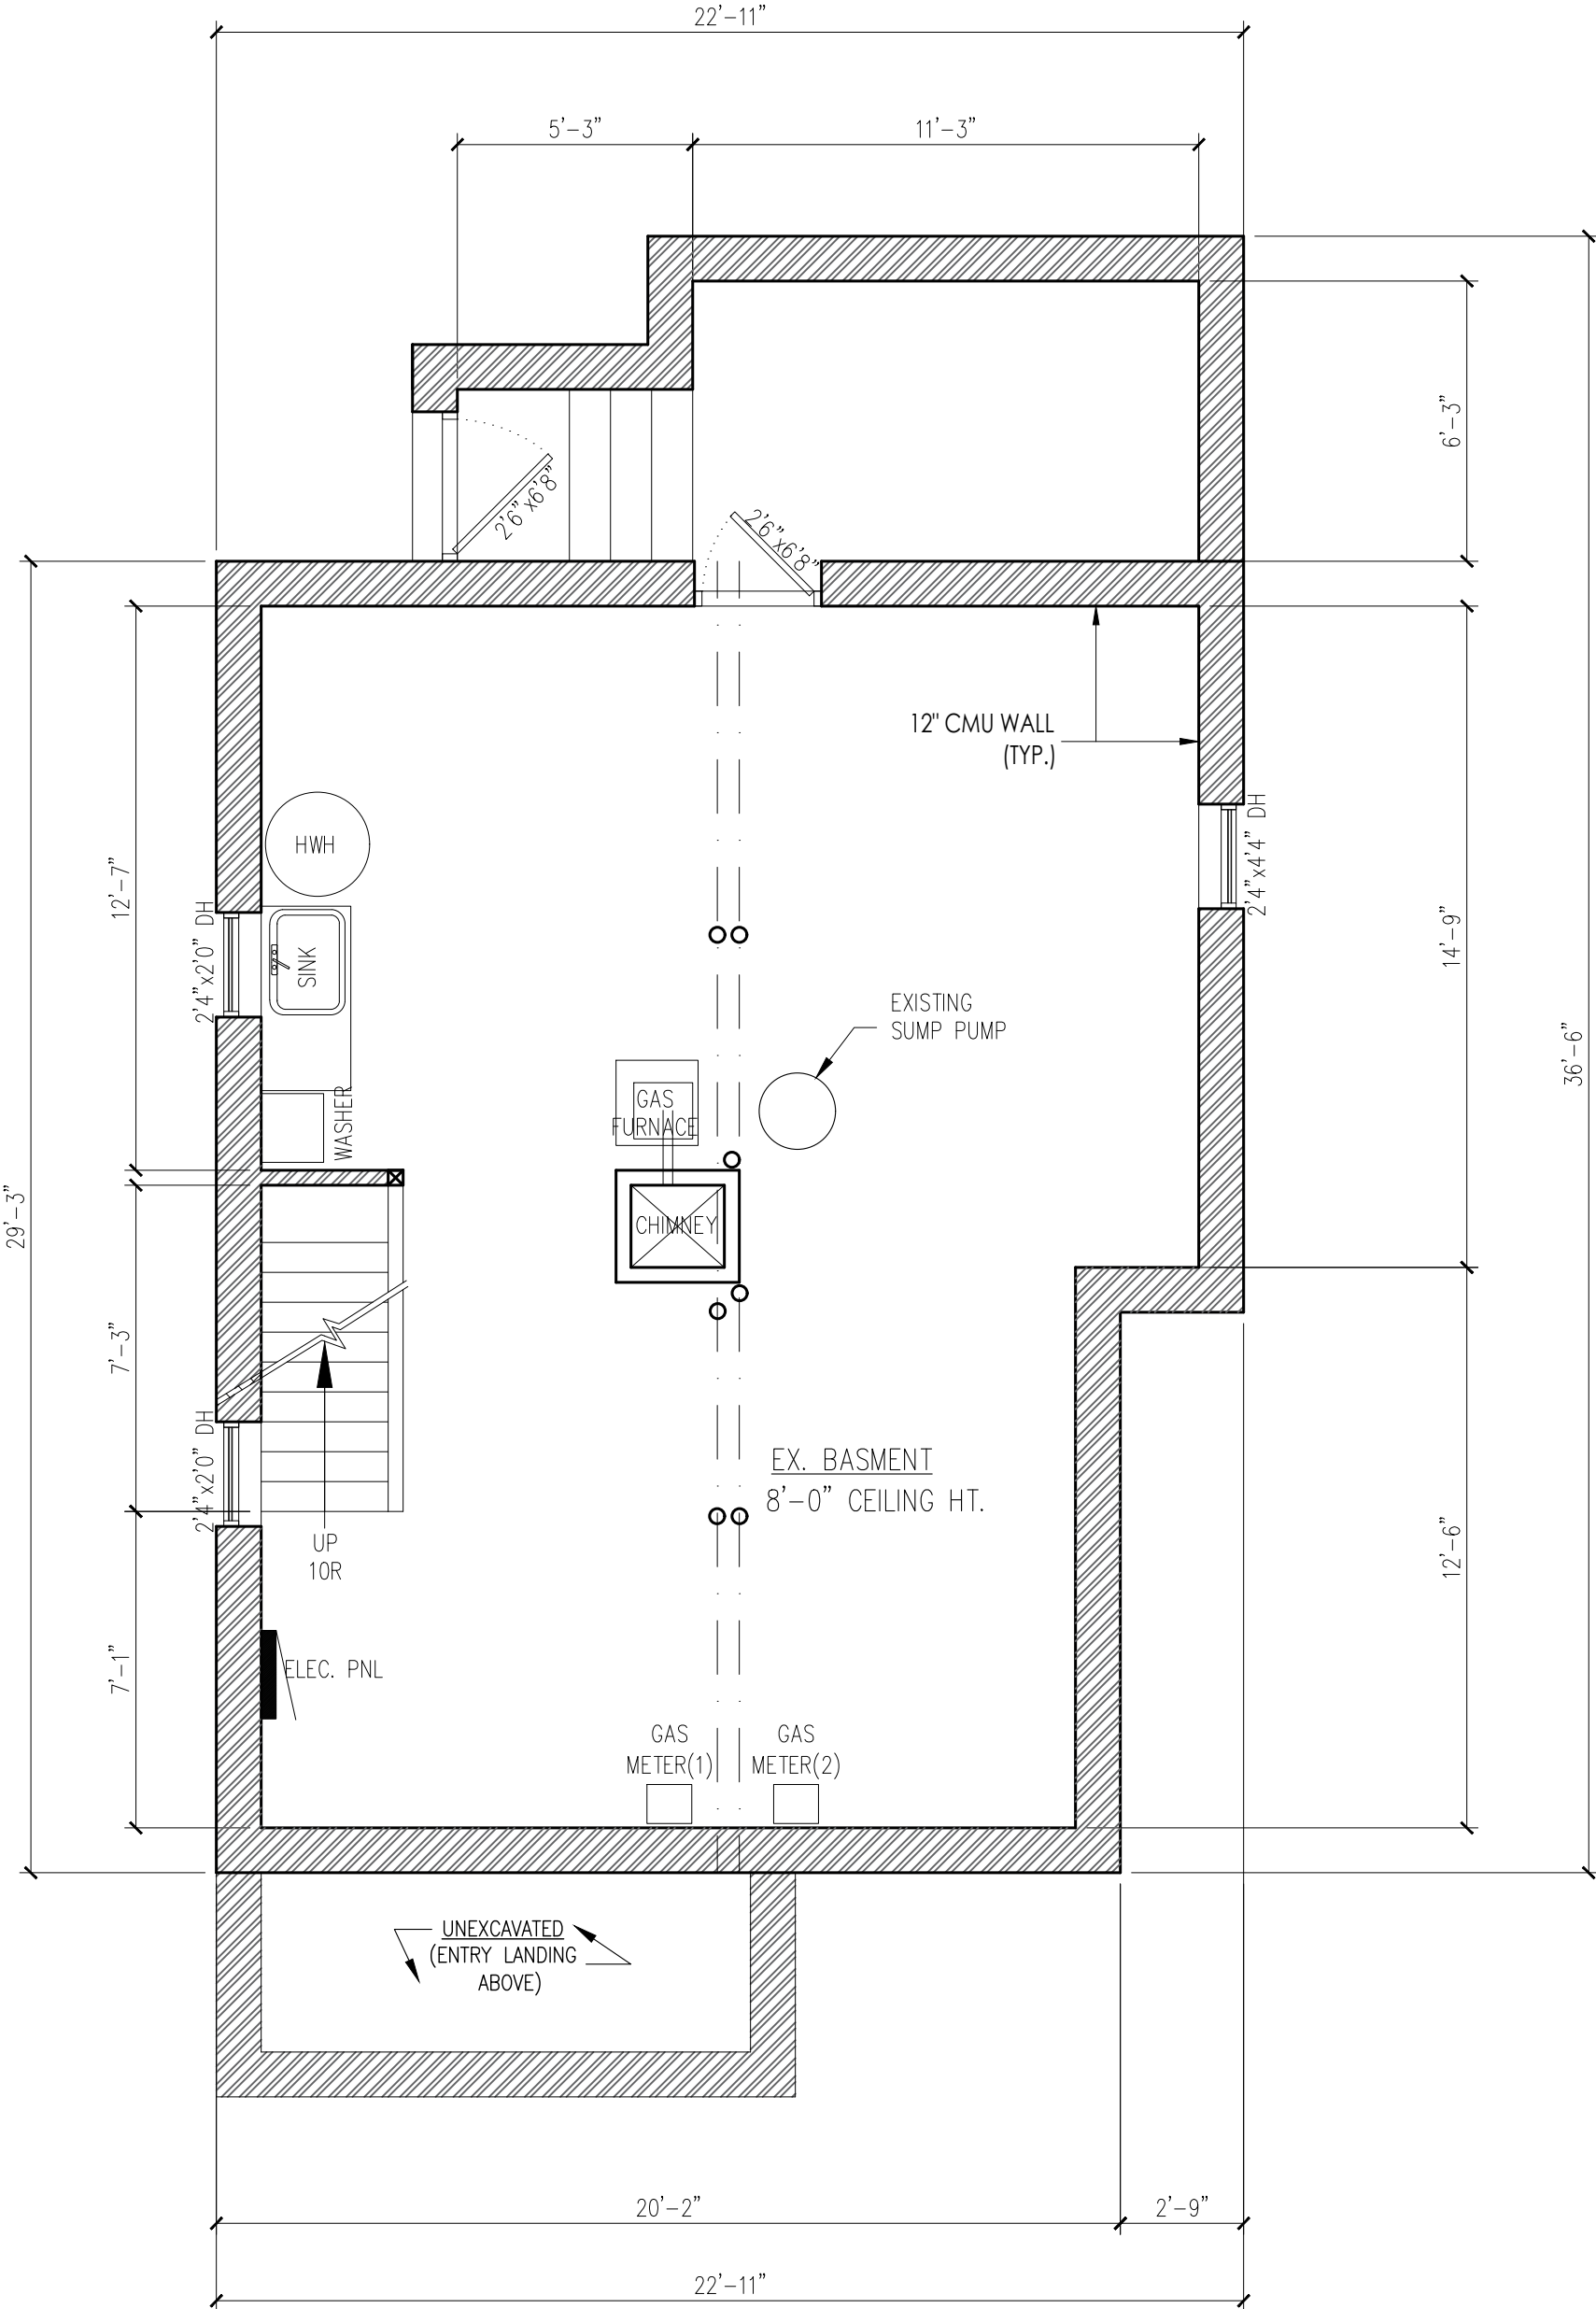 22'-11"
5'-3"
11'-3"
6'-3"
2'6"x6'8"
2'6"x6'8"
12" CMU WALL
(TYP.)
HWH
2'4"x4'4" DH
12'-7"
2'4"x2'0" DH
SINK
14'-9"
EXISTING
SUMP PUMP
36'-6"
GAS
FURNACE
WASHER
29'-3"
CHIMNEY
7'-3"
2'4"x2'0" DH
EX. BASMENT
8'-0" CEILING HT.
UP
10R
12'-6"
7'-1"
ELEC. PNL
GAS
METER(1)
GAS
METER(2)
UNEXCAVATED
(ENTRY LANDING
ABOVE)
20'-2"
2'-9"
22'-11"